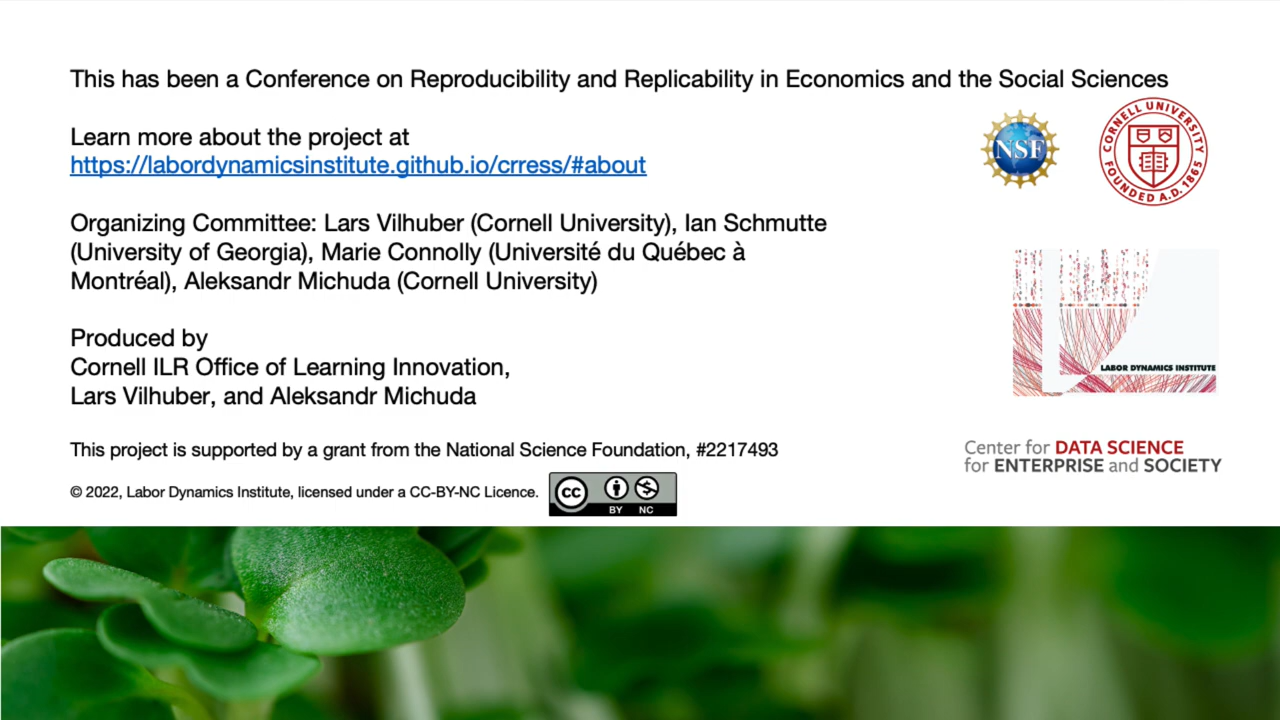 This has been a Conference on Reproducibility and Replicability in Economics and the Social Sciences
Learn more about the project at
https://labordynamicsinstitute.github.io/crress/#about
Organizing Committee: Lars Vilhuber (Cornell University), Ian Schmutte
(University of Georgia), Marie Connolly (Université du Québec à
Montréal), Aleksandr Michuda (Cornell University)
Produced by
Cornell ILR Office of Learning Innovation,
Lars Vilhuber, and Aleksandr Michuda
This project is supported by a grant from the National Science Foundation, #2217493
© 2022, Labor Dynamics Institute, licensed under a CC-BY-NC Licence.
cc
BY NC
NSF
CORNELL UNIVERSITY
FOUNDED A.D. 1865
LABOR DYNAMICS INSTITUTE
Center for DATA SCIENCE
for ENTERPRISE and SOCIETY